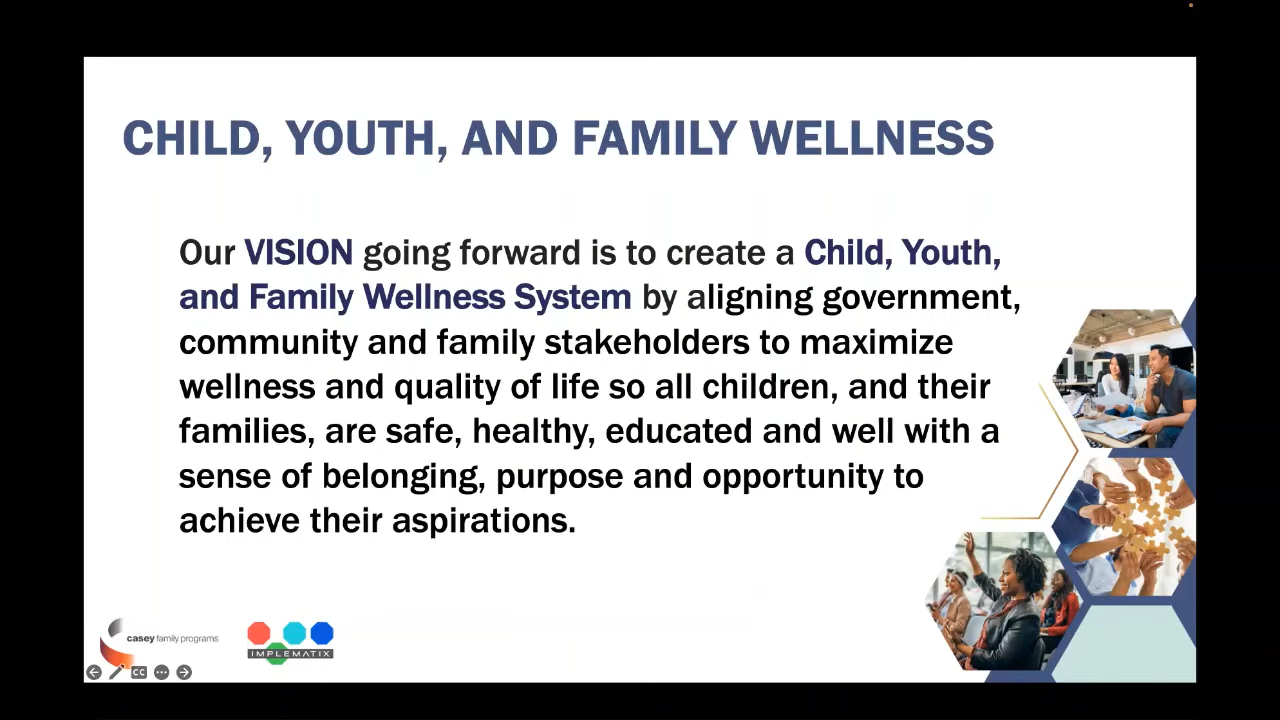 CHILD, YOUTH, AND FAMILY WELLNESS
Our VISION going forward is to create a Child, Youth,
and Family Wellness System by aligning government,
community and family stakeholders to maximize
wellness and quality of life so all children, and their
families, are safe, healthy, educated and well with a
sense of belonging, purpose and opportunity to
achieve their aspirations.
casey family programs
IMPLEMATIX
CC